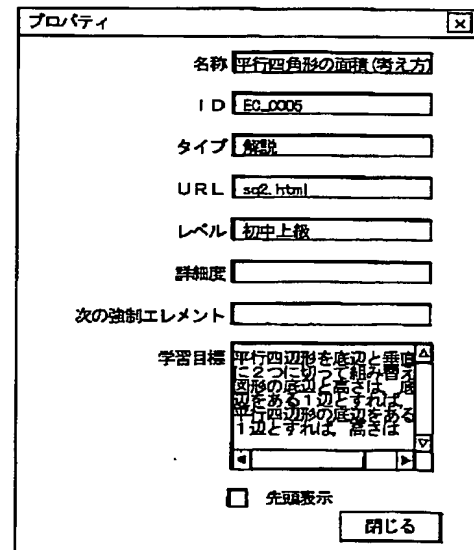 プロパティ
名称 平行四角形の面積(考え方)
ID EC_0005
タイプ 解説
URL sq2.html
レベル 初中上級
詳細度
次の強制エレメント
学習目標 平行四辺形を底辺と垂直
に2つに切って組み替え
図形の底辺と高さは, 底
辺をある1辺とすれば,
平行四辺形の底辺をある
1辺とすれば, 高さは
先頭表示
閉じる